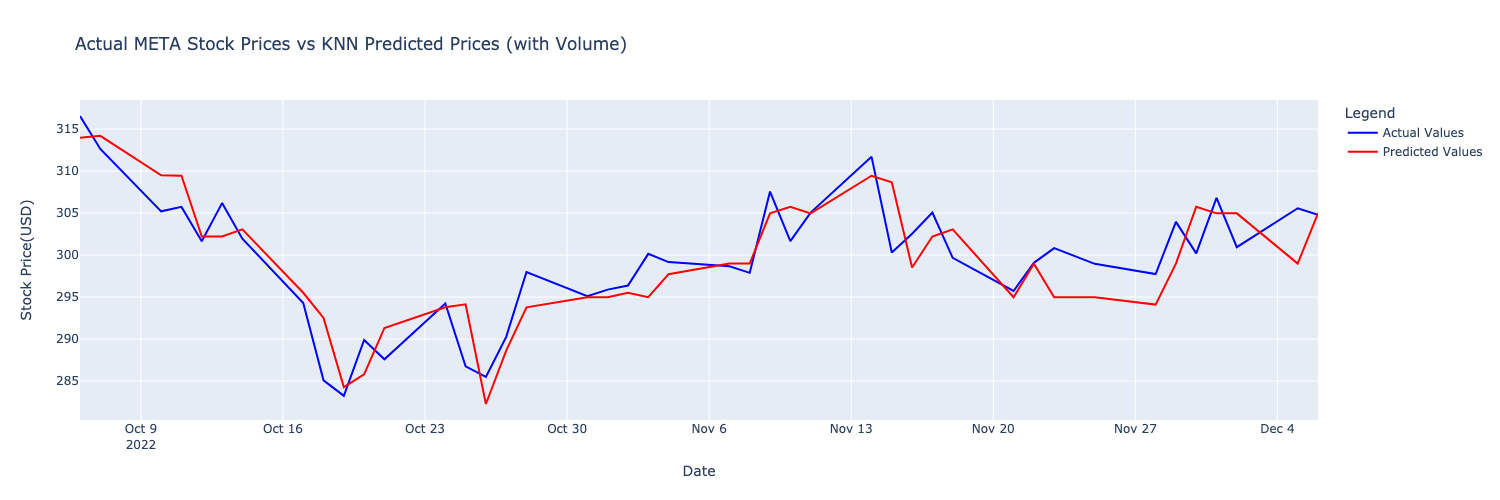 Actual META Stock Prices vs KNN Predicted Prices (with Volume)
Legend
Actual Values
Predicted Values
Stock Price(USD)
315
310
305
300
295
290
285
Oct 9
2022
Oct 16
Oct 23
Oct 30
Nov 6
Nov 13
Nov 20
Nov 27
Dec 4
Date